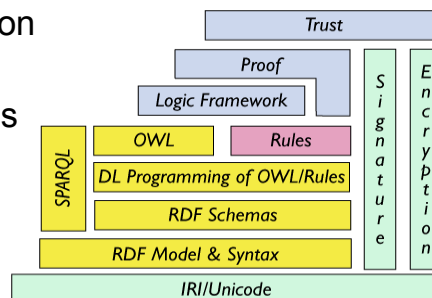 on
Trust
Proof
Logic Framework
s
OWL
Rules
SPARQL
DL Programming of OWL/Rules
RDF Schemas
RDF Model & Syntax
Signature
Encryption
IRI/Unicode